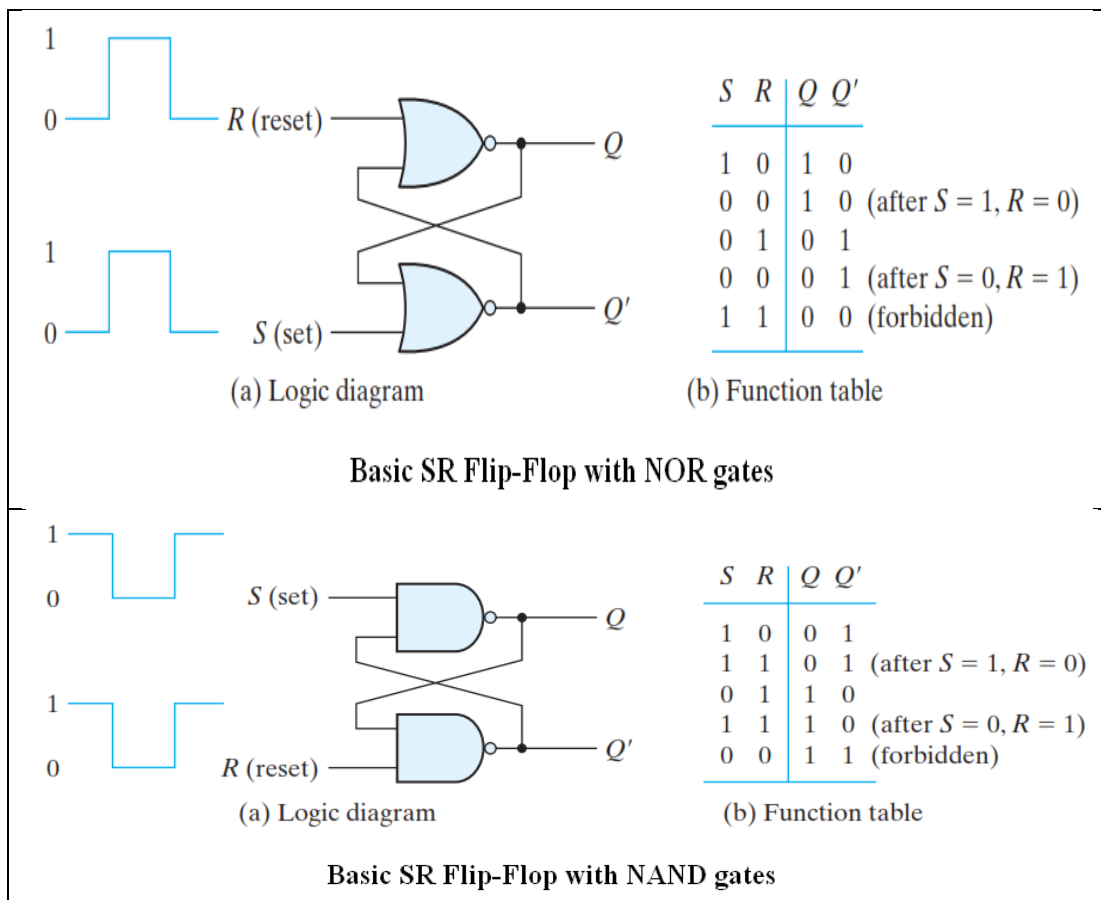 1
0
R (reset)
Q
1
0
S (set)
Q'
(a) Logic diagram
S R Q Q'
1 0 1 0
0 0 1 0 (after S = 1, R = 0)
0 1 0 1
0 0 0 1 (after S = 0, R = 1)
1 1 0 0 (forbidden)
(b) Function table
Basic SR Flip-Flop with NOR gates
1
0
S (set)
Q
1
0
R (reset)
Q'
(a) Logic diagram
S R Q Q'
1 0 0 1
1 1 0 1 (after S = 1, R = 0)
0 1 1 0
1 1 1 0 (after S = 0, R = 1)
0 0 1 1 (forbidden)
(b) Function table
Basic SR Flip-Flop with NAND gates